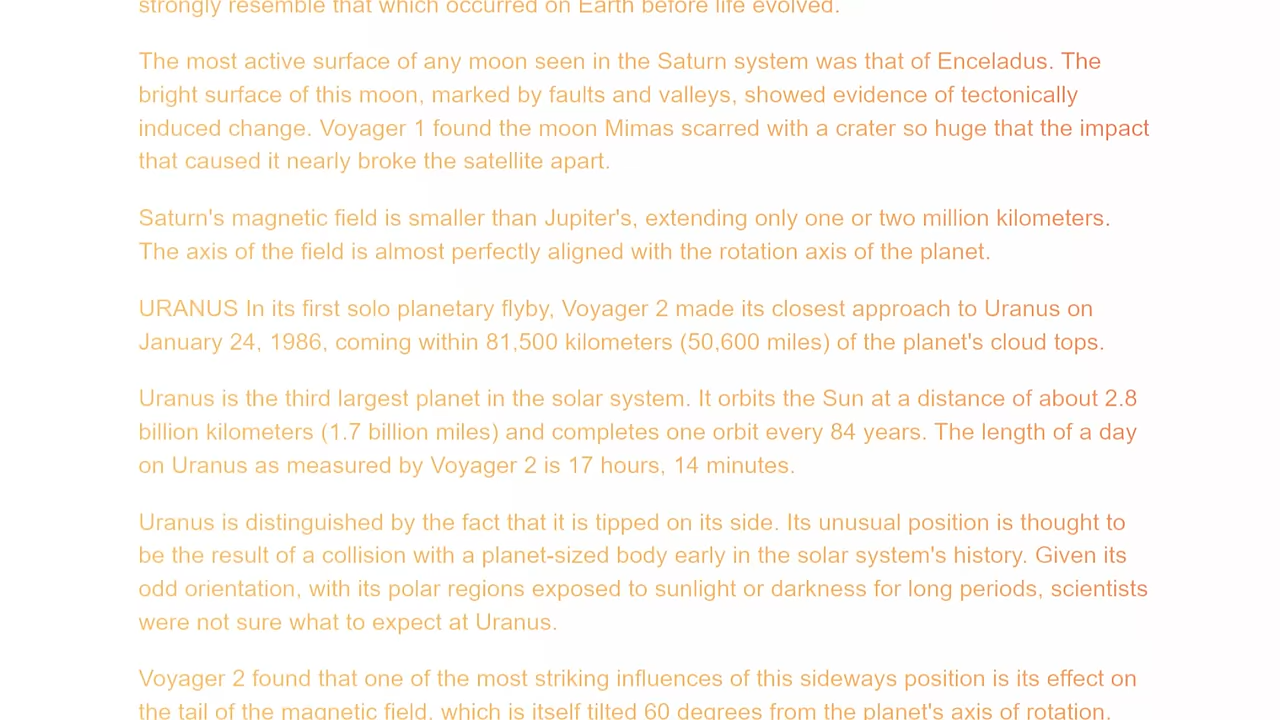 strongly resemble that which occurred on Earth before life evolved.
The most active surface of any moon seen in the Saturn system was that of Enceladus. The
bright surface of this moon, marked by faults and valleys, showed evidence of tectonically
induced change. Voyager 1 found the moon Mimas scarred with a crater so huge that the impact
that caused it nearly broke the satellite apart.
Saturn's magnetic field is smaller than Jupiter's, extending only one or two million kilometers.
The axis of the field is almost perfectly aligned with the rotation axis of the planet.
URANUS In its first solo planetary flyby, Voyager 2 made its closest approach to Uranus on
January 24, 1986, coming within 81,500 kilometers (50,600 miles) of the planet's cloud tops.
Uranus is the third largest planet in the solar system. It orbits the Sun at a distance of about 2.8
billion kilometers (1.7 billion miles) and completes one orbit every 84 years. The length of a day
on Uranus as measured by Voyager 2 is 17 hours, 14 minutes.
Uranus is distinguished by the fact that it is tipped on its side. Its unusual position is thought to
be the result of a collision with a planet-sized body early in the solar system's history. Given its
odd orientation, with its polar regions exposed to sunlight or darkness for long periods, scientists
were not sure what to expect at Uranus.
Voyager 2 found that one of the most striking influences of this sideways position is its effect on
the tail of the magnetic field, which is itself tilted 60 degrees from the planet's axis of rotation.